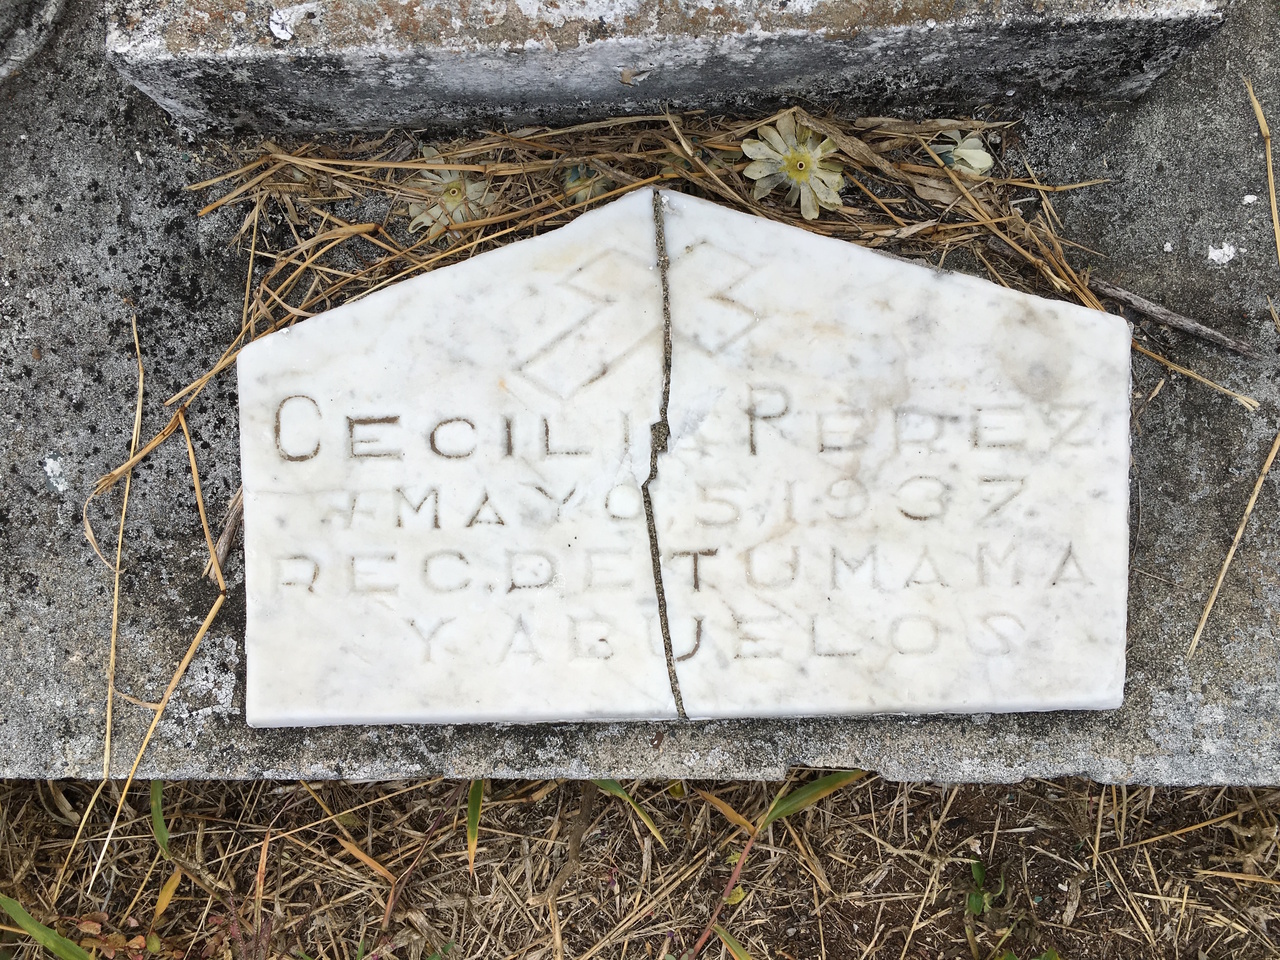 CECILIA PEREZ
+ MAYO, 5, 1937.
REC. DE TU MAMA
Y ABUELOS